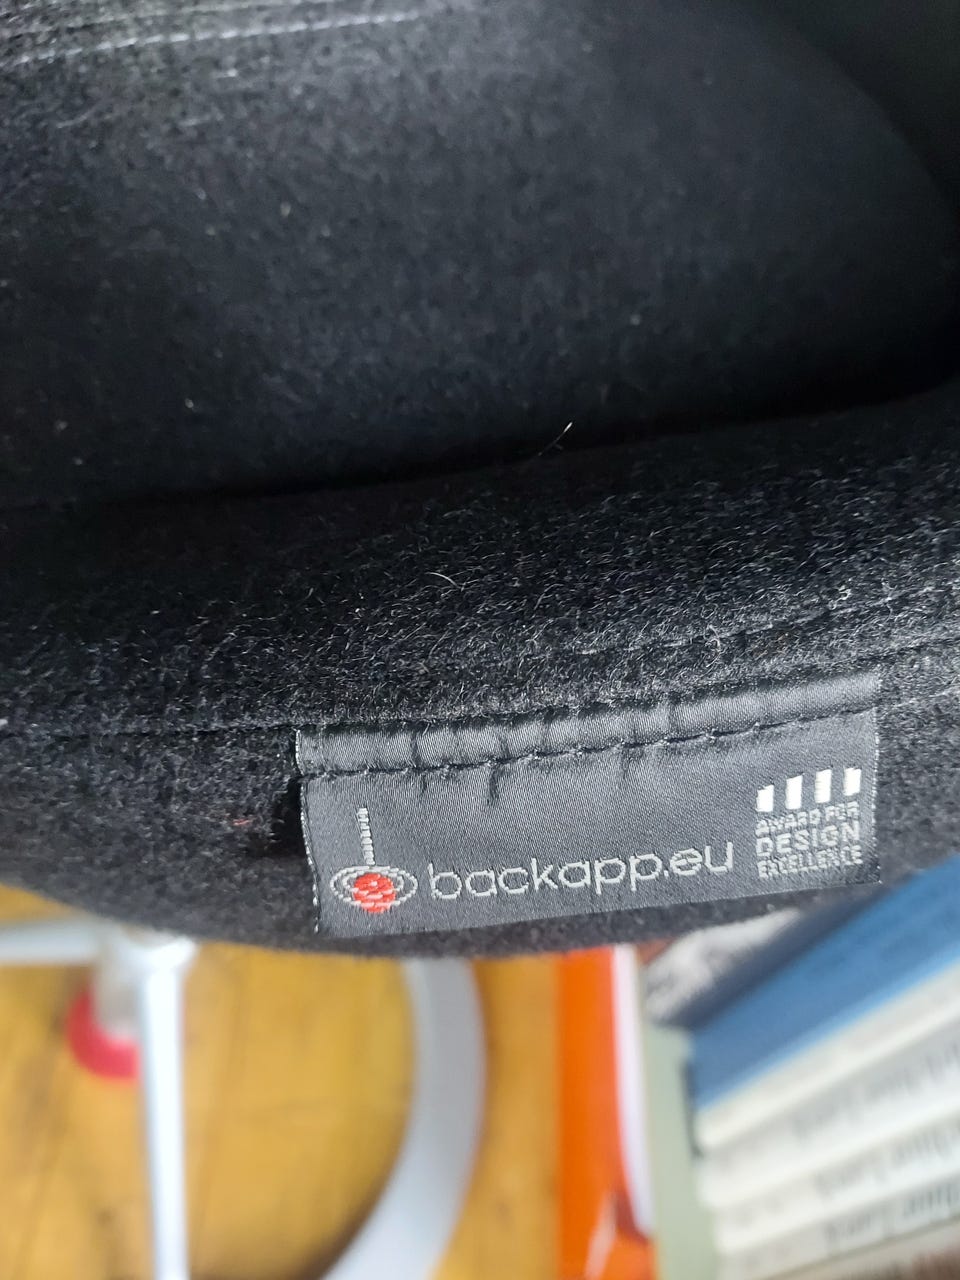 backapp.eu
AWARD FOR
DESIGN
EXCELLENCE